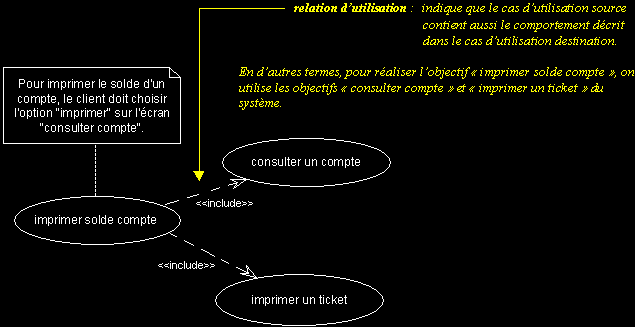 relation d'utilisation : indique que le cas d'utilisation source
contient aussi le comportement décrit
dans le cas d'utilisation destination.
En d'autres termes, pour réaliser l'objectif « imprimer solde compte », on
utilise les objectifs « consulter compte » et « imprimer un ticket » du
système.
Pour imprimer le solde d'un
compte, le client doit choisir
l'option "imprimer" sur l'écran
"consulter compte".
consulter un compte
<<include>>
imprimer solde compte
<<include>>
imprimer un ticket